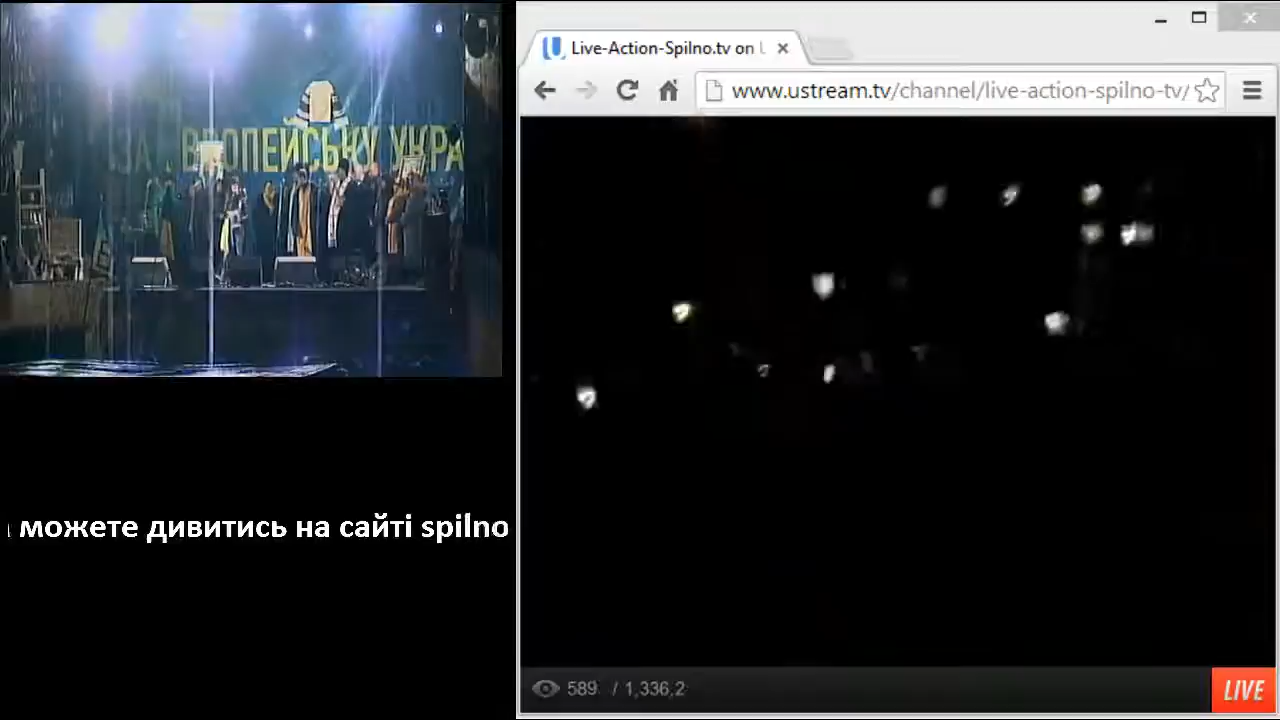 ЗА ЄВРОПЕЙСЬКУ УКРА
можете дивитись на сайті spilno
Live-Action-Spilno.tv on
www.ustream.tv/channel/live-action-spilno-tv/
589 / 1,336,2
LIVE